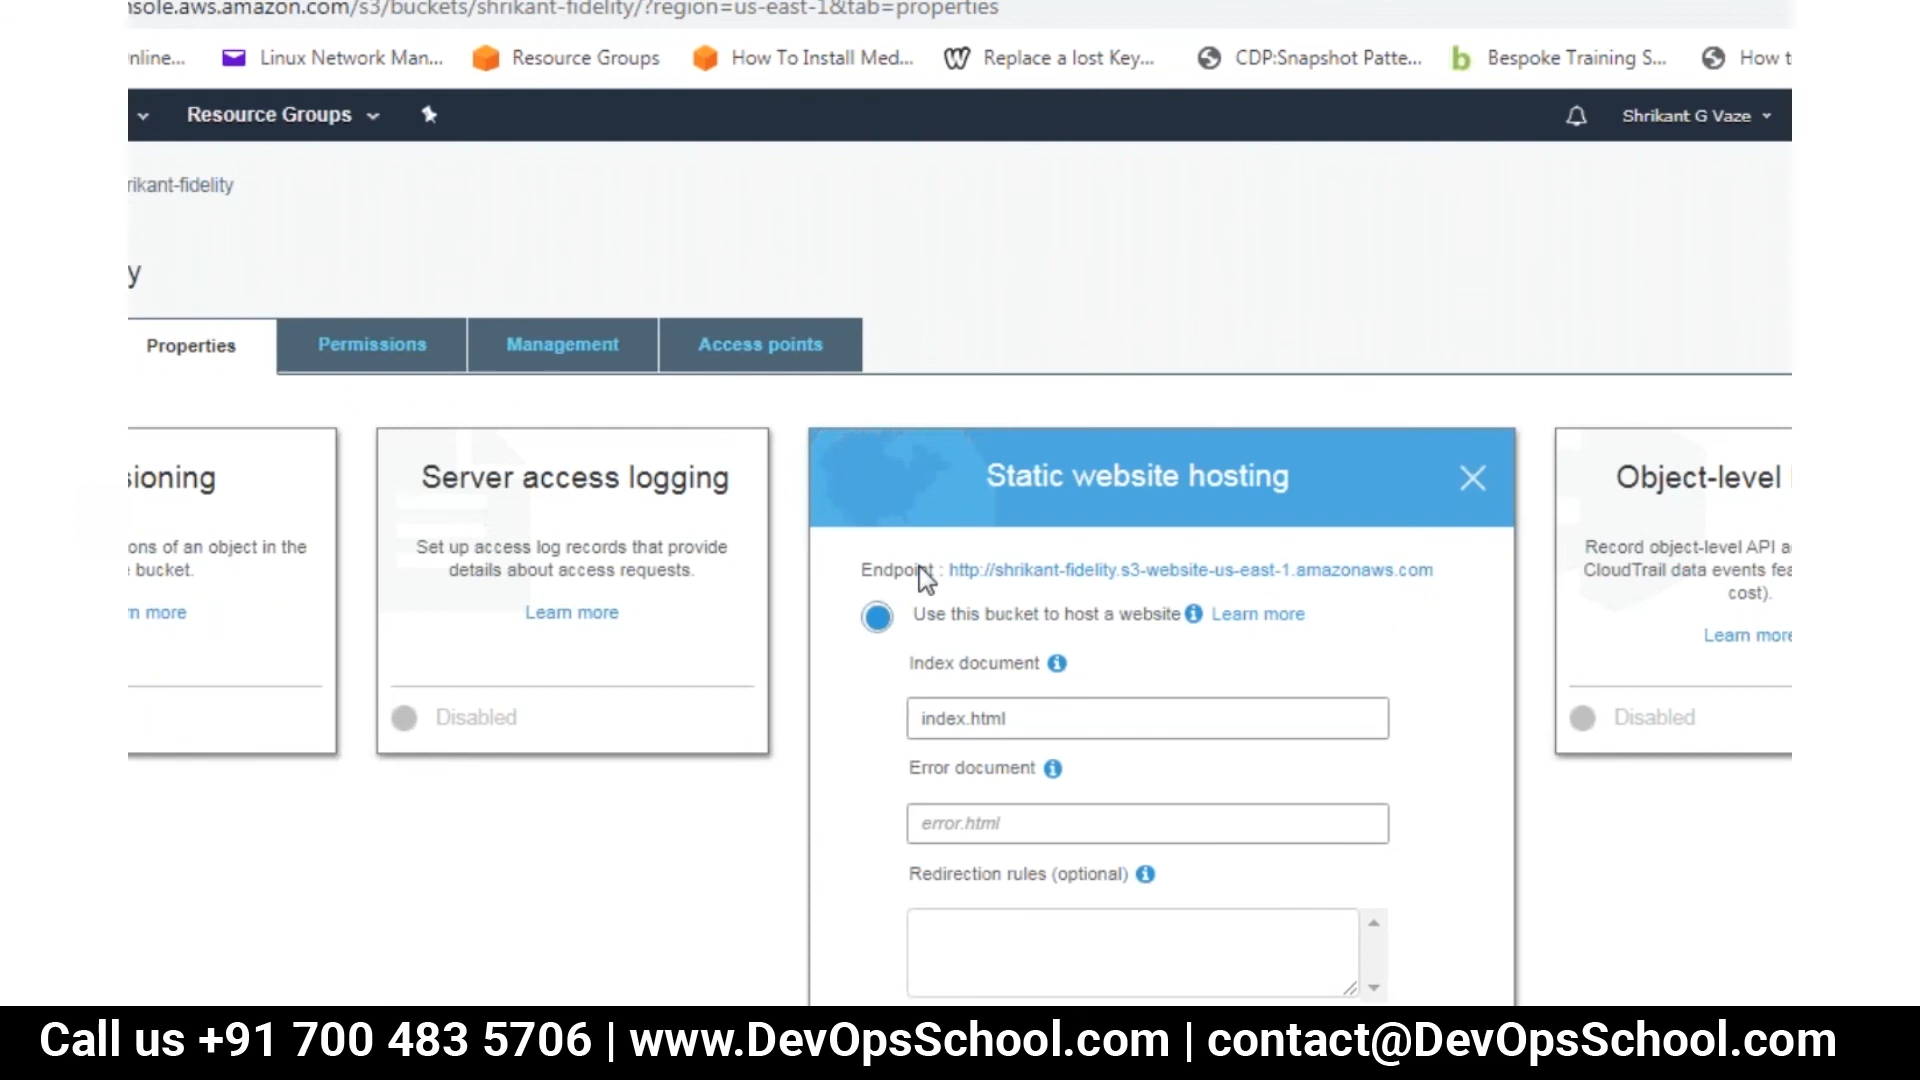 nsole.aws.amazon.com/s3/buckets/shrikant-fidelity/?region=us-east-1&tab=properties
nline... Linux Network Man... Resource Groups How To Install Med... Replace a lost Key... CDP:Snapshot Patte... Bespoke Training S... How t
Resource Groups Shrikant G Vaze
rikant-fidelity
y
Properties Permissions Management Access points
sioning
ons of an object in the
bucket.
n more
Server access logging
Set up access log records that provide
details about access requests.
Learn more
Disabled
Static website hosting
Endpoint : http://shrikant-fidelity.s3-website-us-east-1.amazonaws.com
Use this bucket to host a website Learn more
Index document
index.html
Error document
error.html
Redirection rules (optional)
Object-level
Record object-level API a
CloudTrail data events fea
cost).
Learn more
Disabled
Call us +91 700 483 5706 | www.DevOpsSchool.com | contact@DevOpsSchool.com